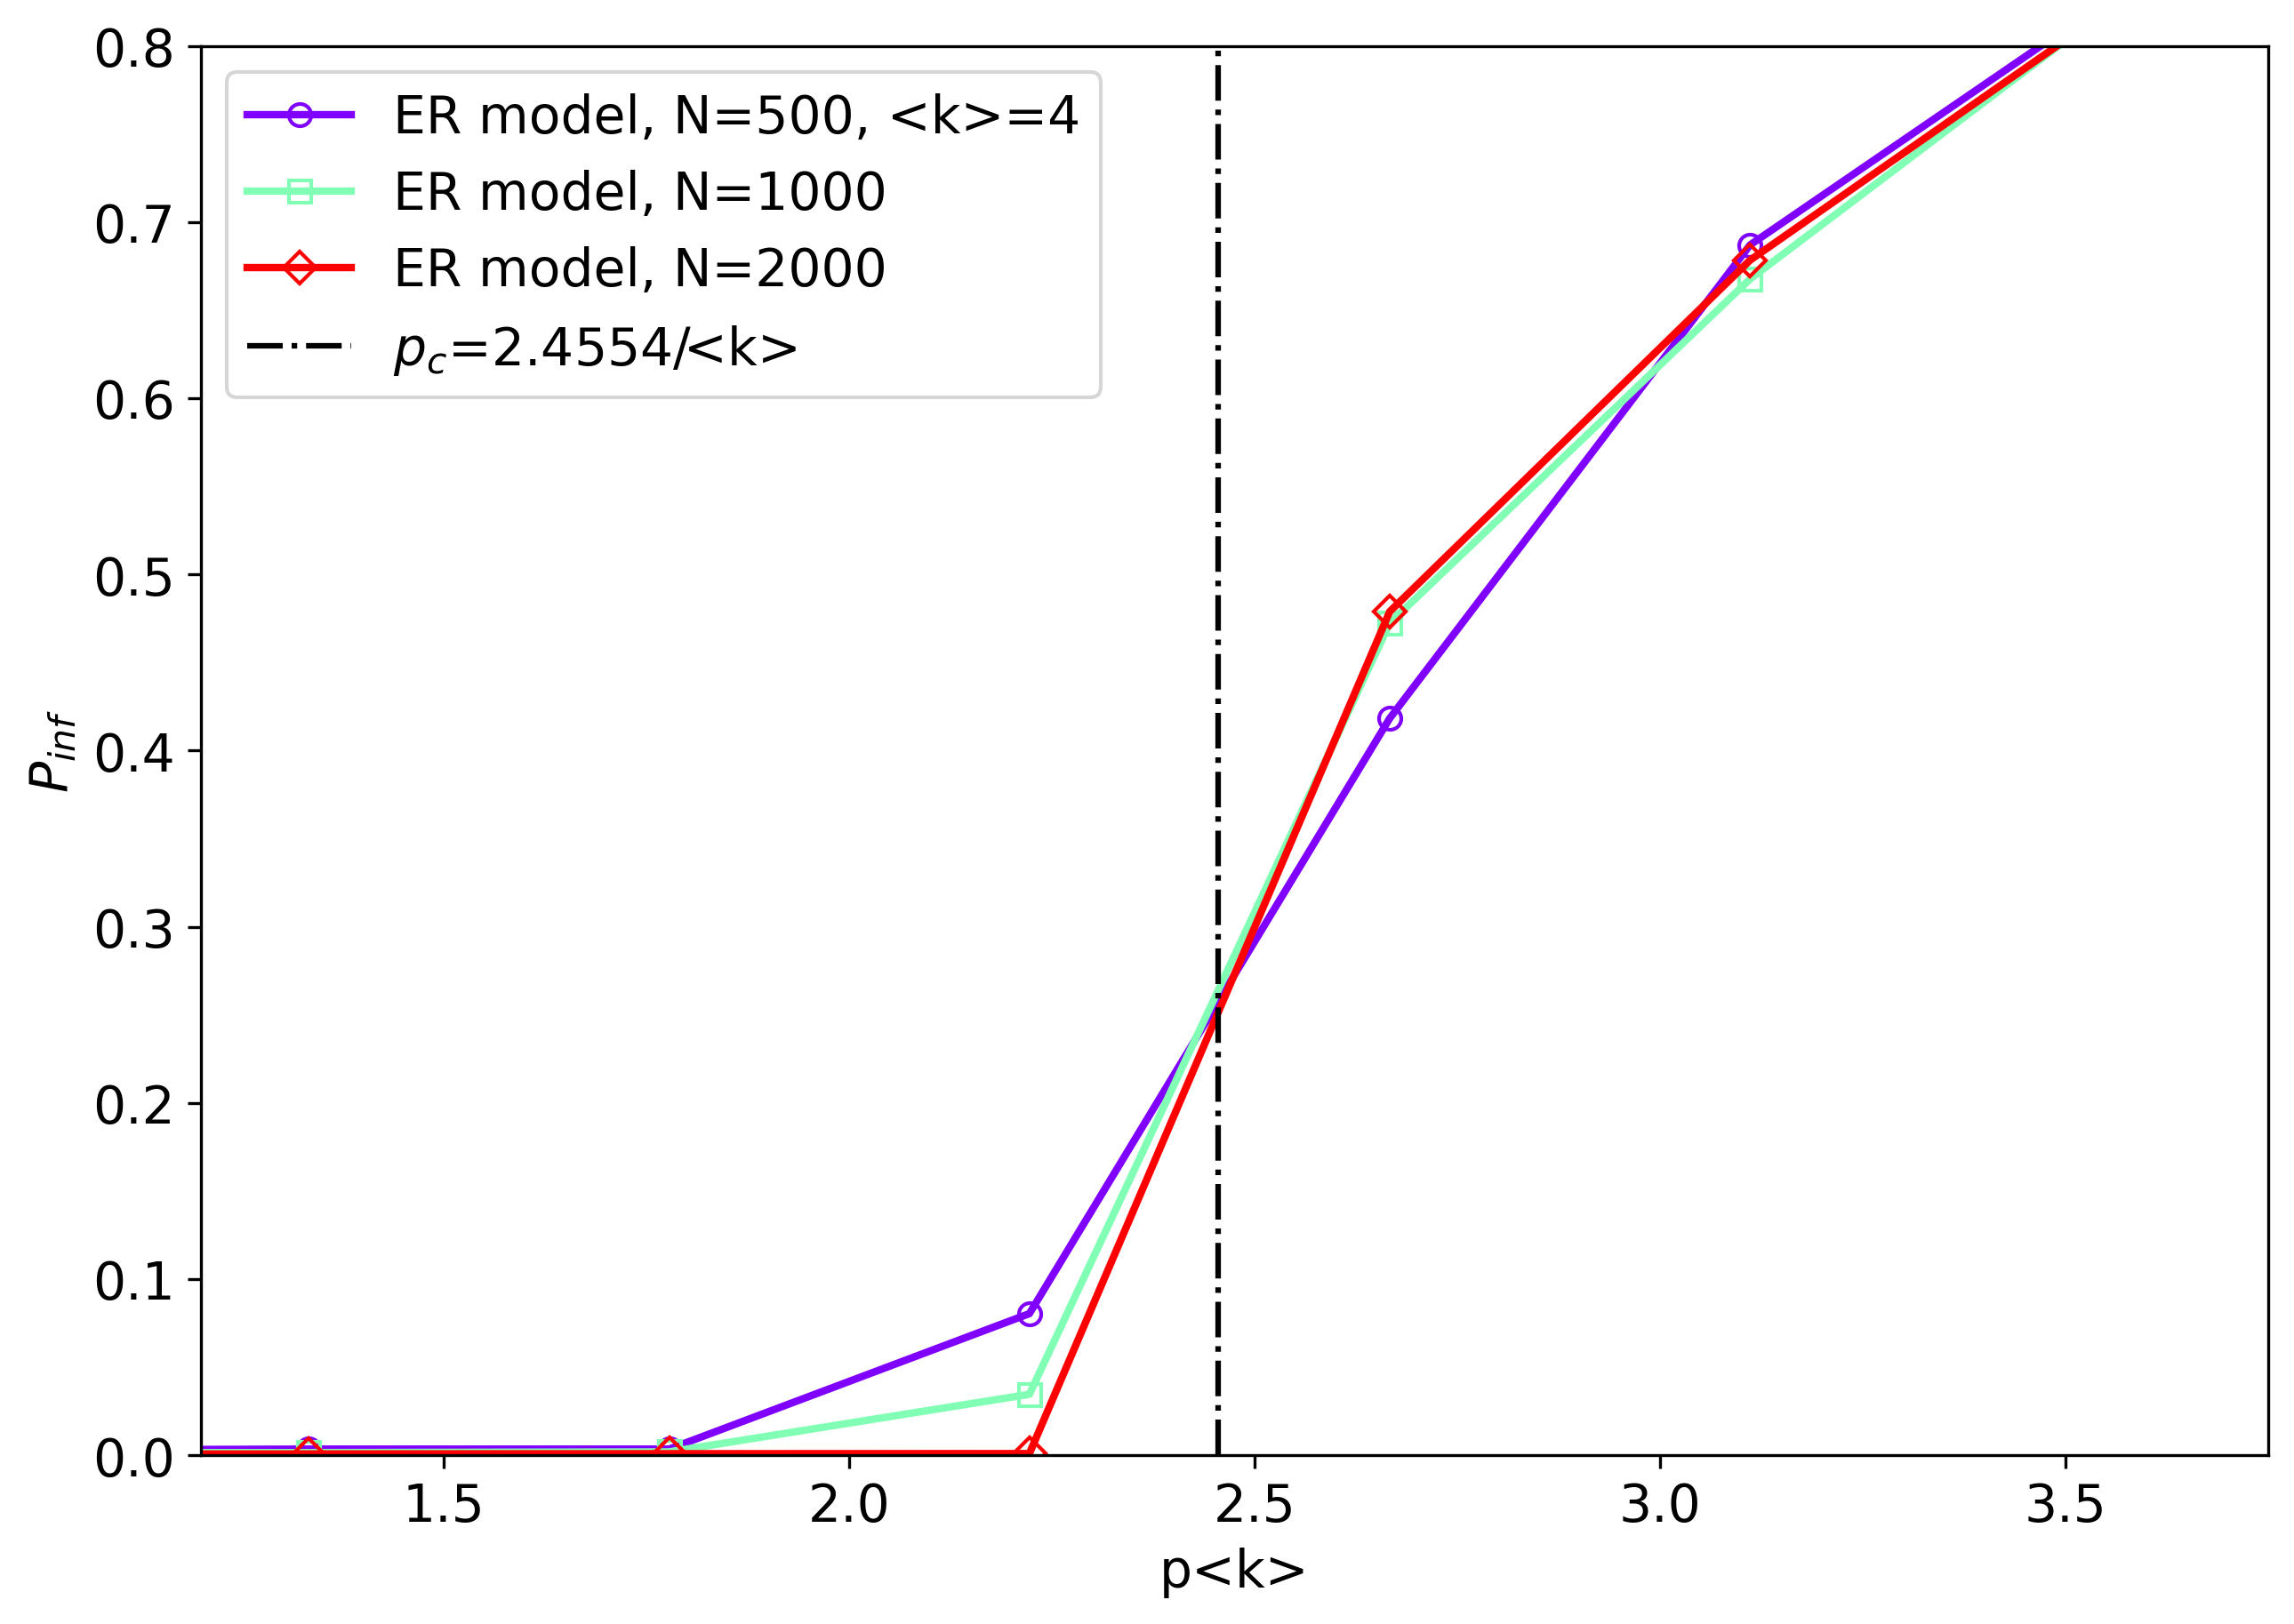 0.8
0.7
0.6
0.5
0.4
0.3
0.2
0.1
0.0
P_inf
ER model, N=500, <k>=4
ER model, N=1000
ER model, N=2000
p_c=2.4554/<k>
1.5
2.0
2.5
3.0
3.5
p<k>